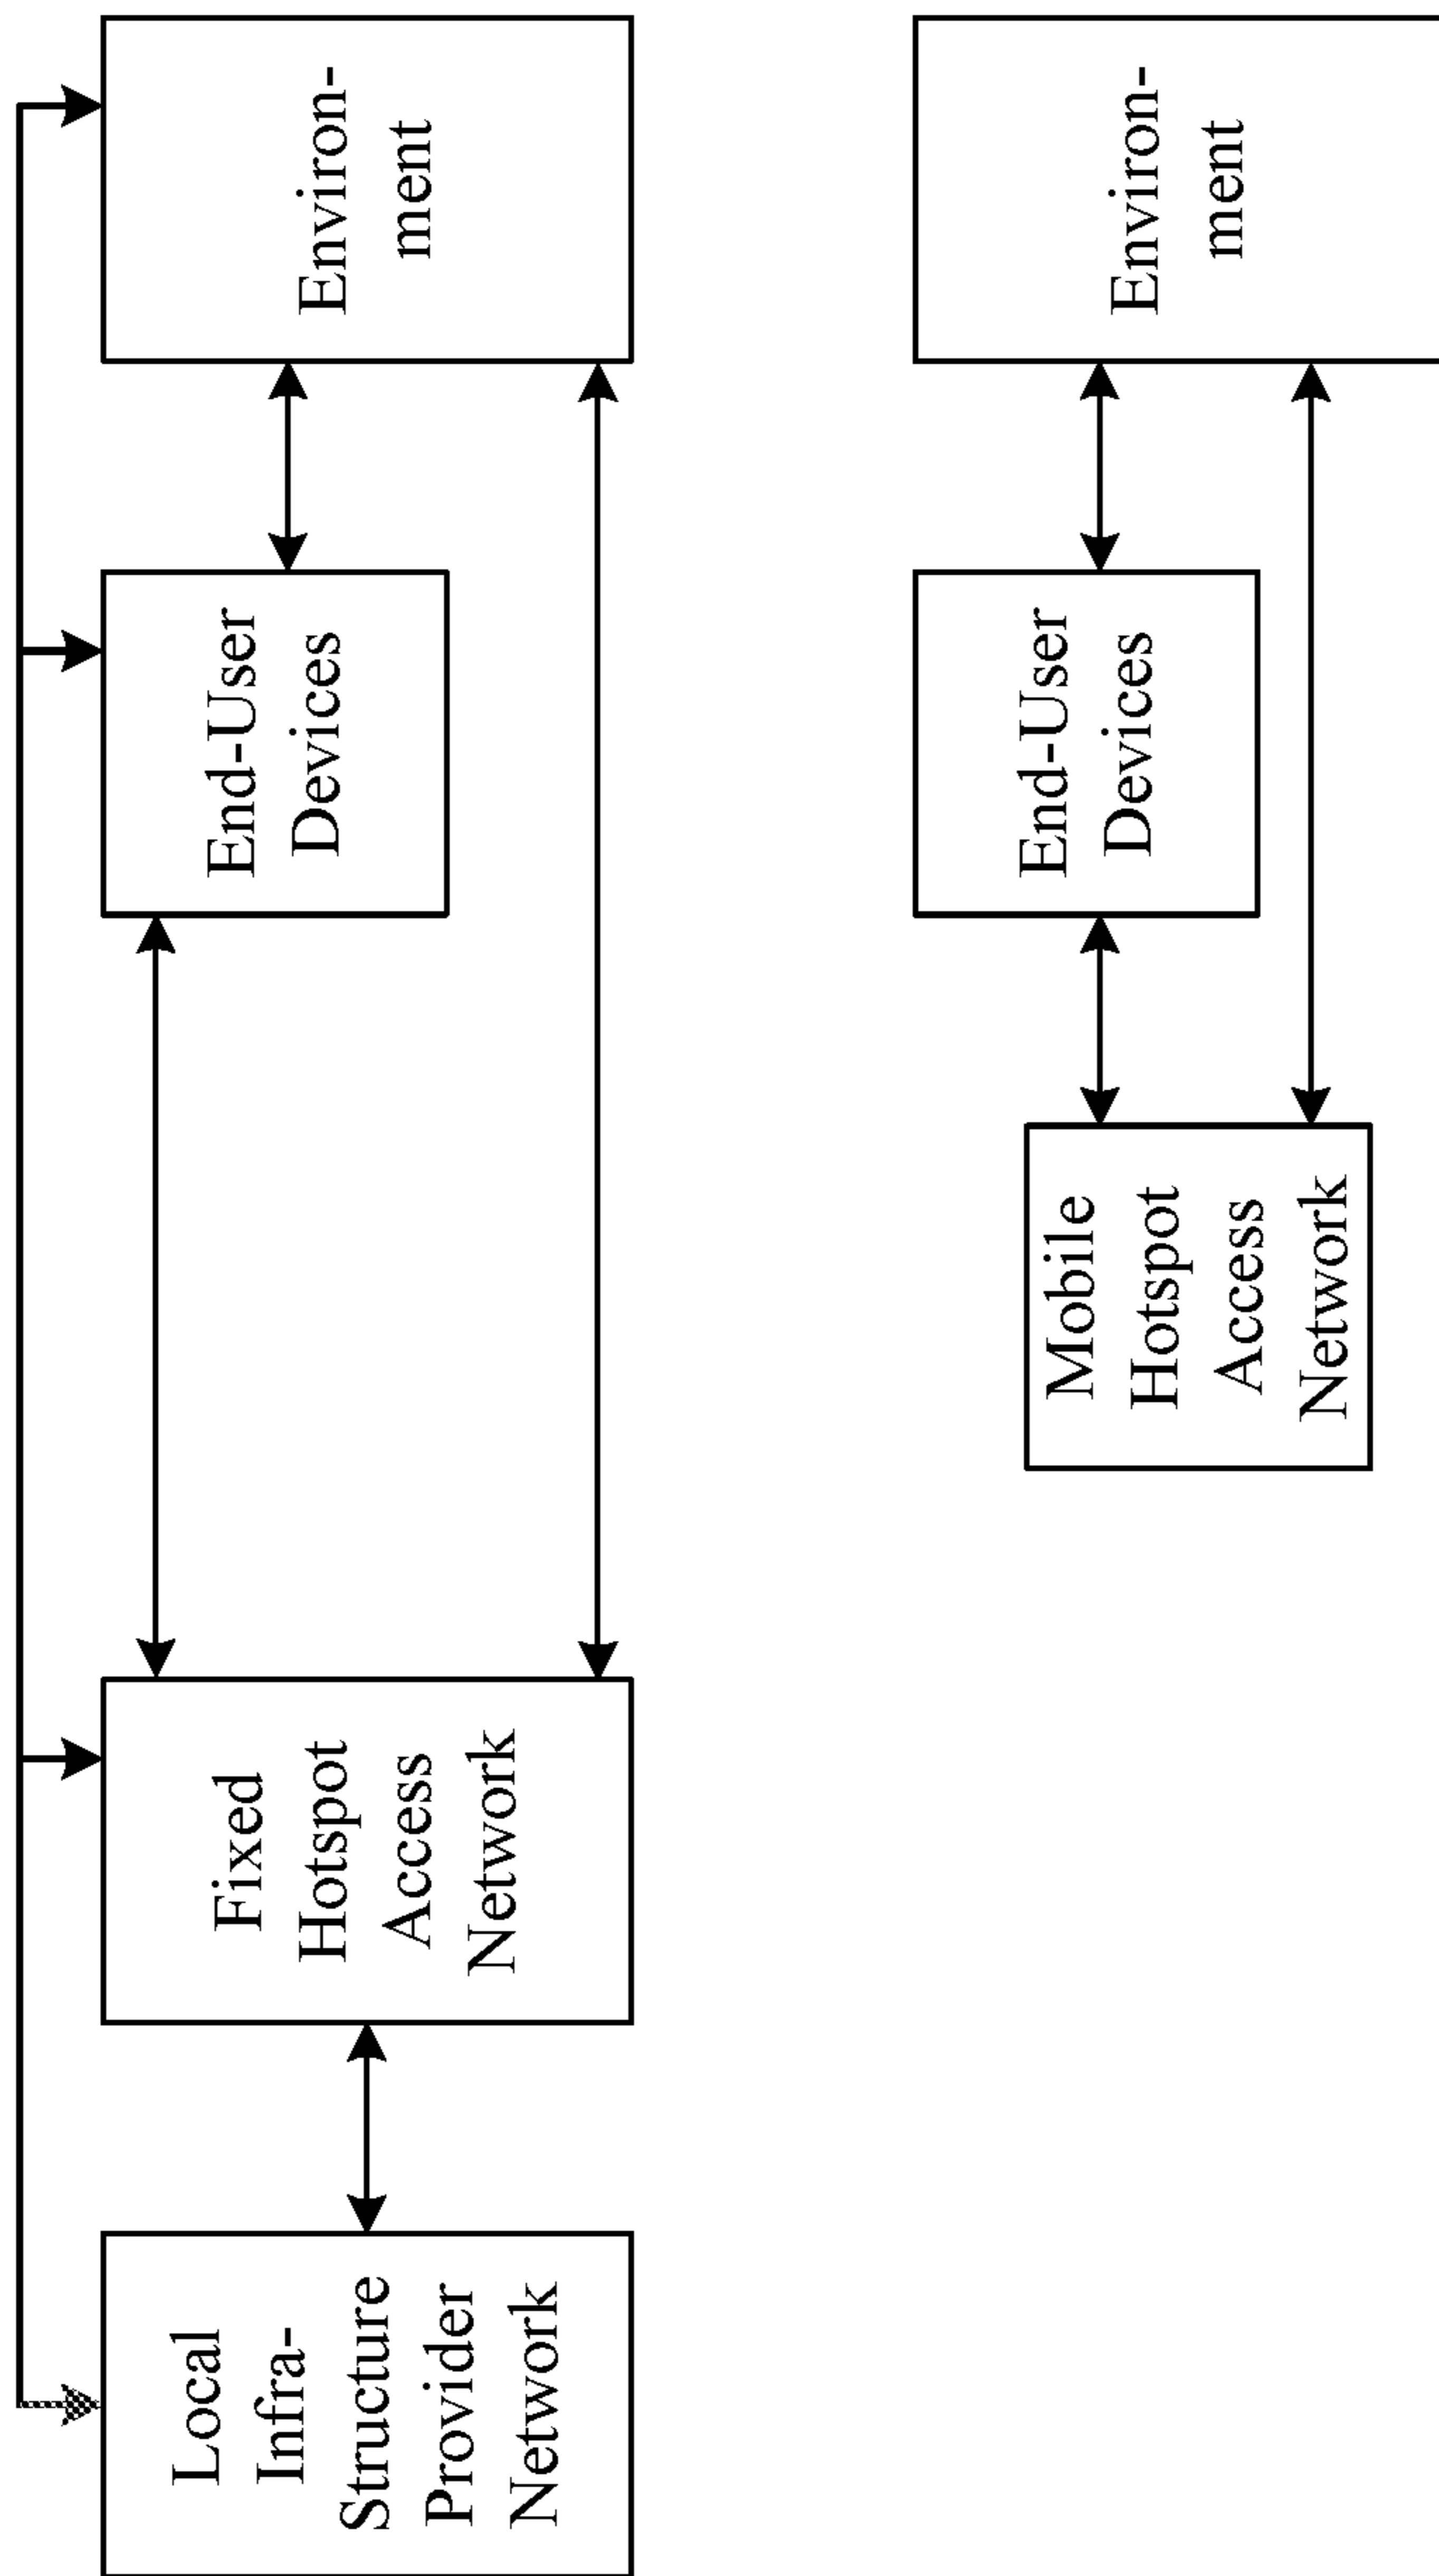 Local
Infra-
Structure
Provider
Network
Fixed
Hotspot
Access
Network
End-User
Devices
Environ-
ment
Mobile
Hotspot
Access
Network
End-User
Devices
Environ-
ment